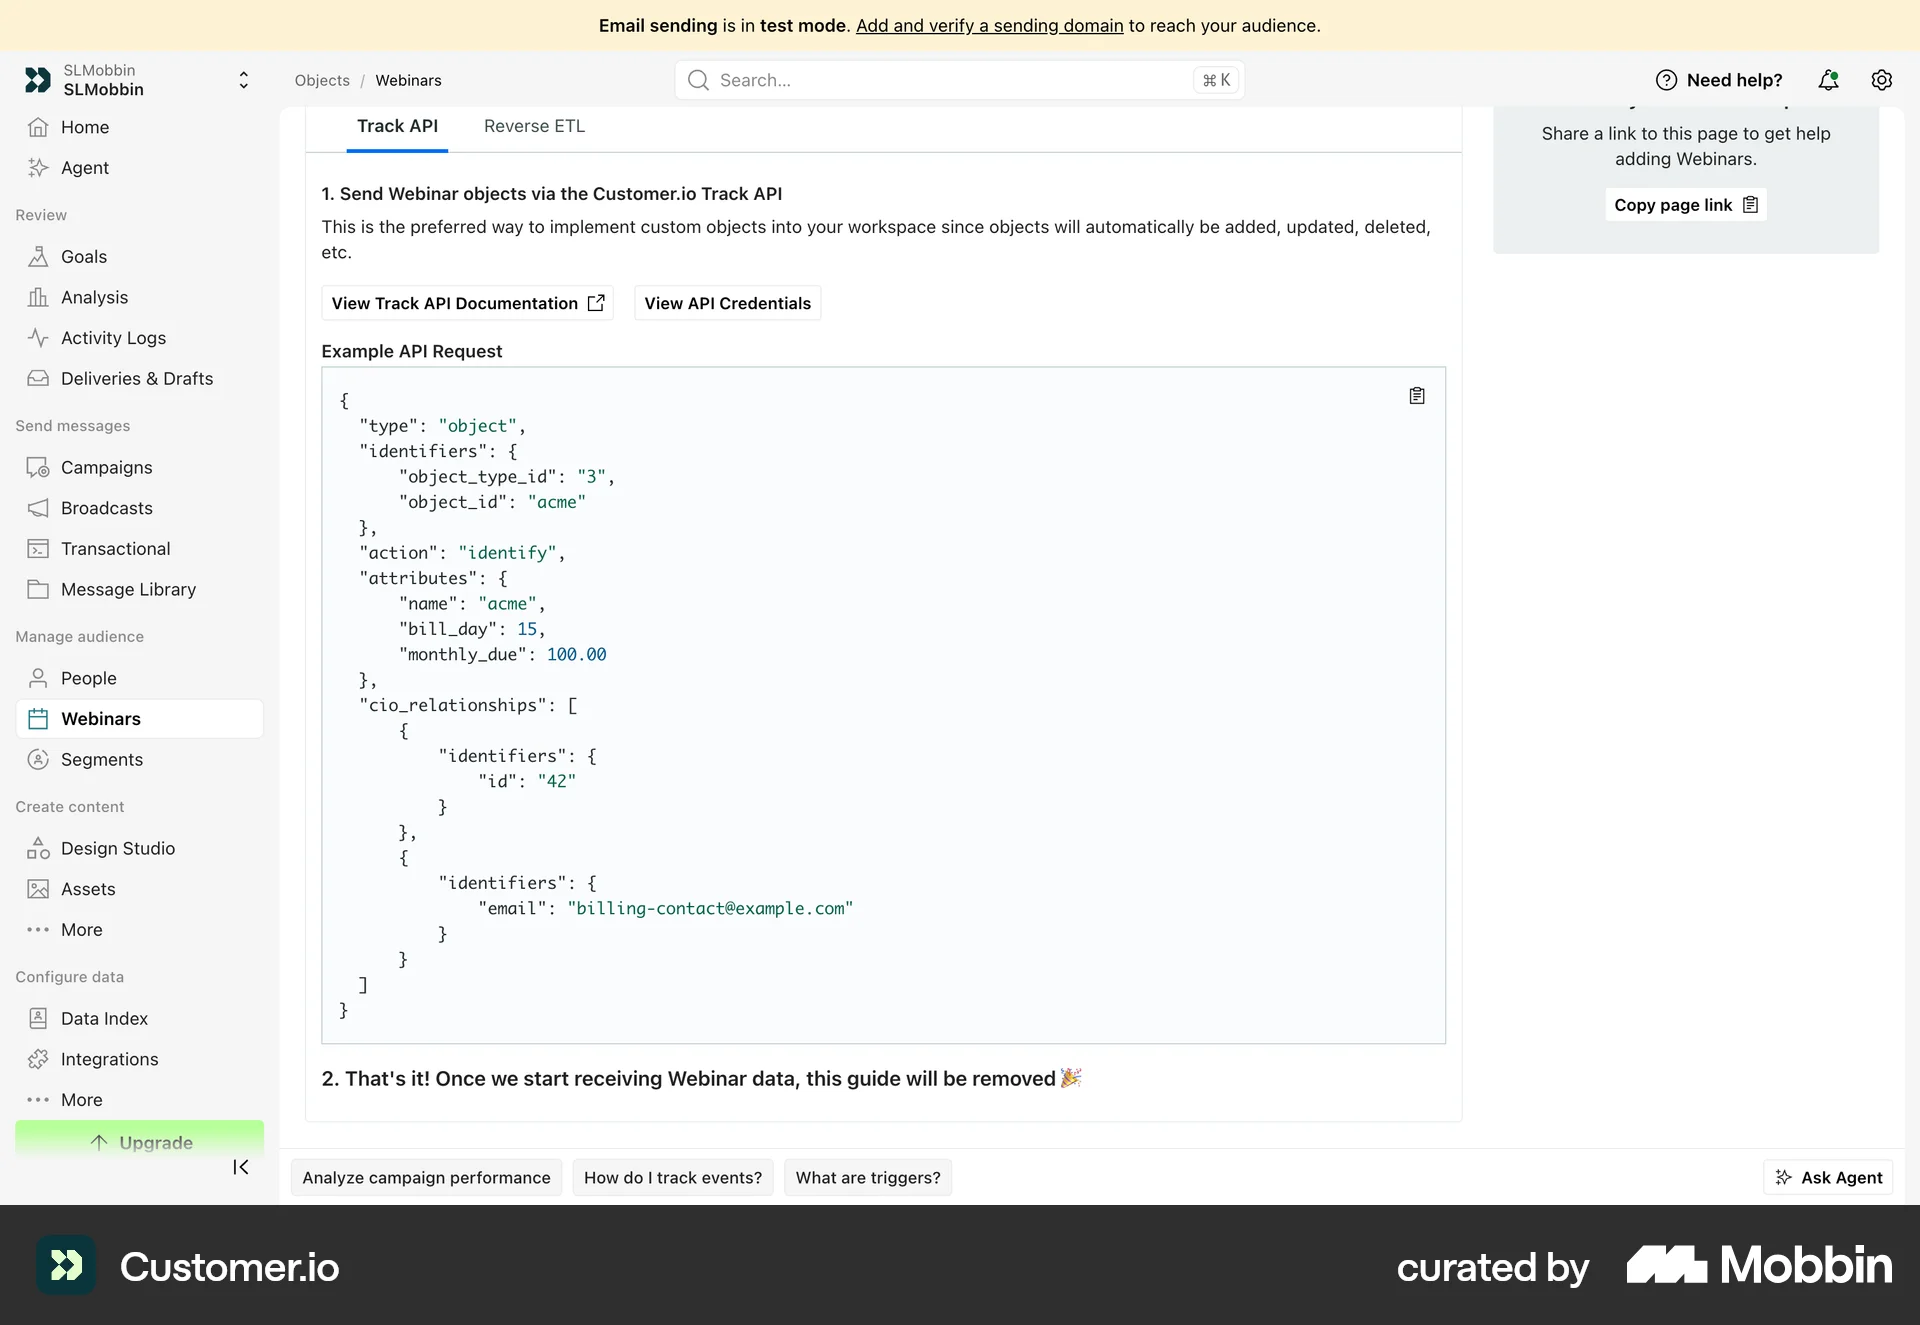 Email sending is in test mode. Add and verify a sending domain to reach your audience.
SLMobbin
SLMobbin
Objects / Webinars
Search...
⌘ K
Need help?
Home
Agent
Review
Goals
Analysis
Activity Logs
Deliveries & Drafts
Send messages
Campaigns
Broadcasts
Transactional
Message Library
Manage audience
People
Webinars
Segments
Create content
Design Studio
Assets
More
Configure data
Data Index
Integrations
More
Upgrade
Track API
Reverse ETL
1. Send Webinar objects via the Customer.io Track API
This is the preferred way to implement custom objects into your workspace since objects will automatically be added, updated, deleted,
etc.
View Track API Documentation
View API Credentials
Example API Request
{
  "type": "object",
  "identifiers": {
      "object_type_id": "3",
      "object_id": "acme"
  },
  "action": "identify",
  "attributes": {
      "name": "acme",
      "bill_day": 15,
      "monthly_due": 100.00
  },
  "cio_relationships": [
      {
          "identifiers": {
              "id": "42"
          }
      },
      {
          "identifiers": {
              "email": "billing-contact@example.com"
          }
      }
  ]
}
2. That's it! Once we start receiving Webinar data, this guide will be removed 🎉
Share a link to this page to get help
adding Webinars.
Copy page link
Analyze campaign performance
How do I track events?
What are triggers?
Ask Agent
Customer.io
curated by
Mobbin